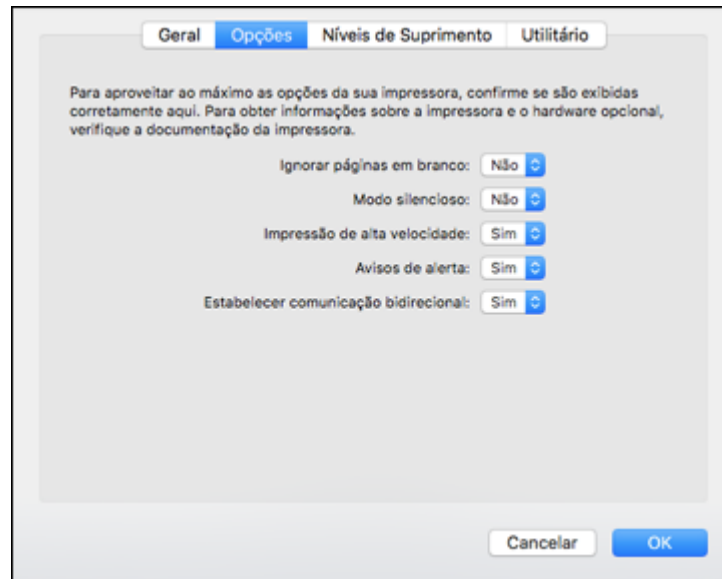 Geral Opções Níveis de Suprimento Utilitário
Para aproveitar ao máximo as opções da sua impressora, confirme se são exibidas
corretamente aqui. Para obter informações sobre a impressora e o hardware opcional,
verifique a documentação da impressora.
Ignorar páginas em branco: Não
Modo silencioso: Não
Impressão de alta velocidade: Sim
Avisos de alerta: Sim
Estabelecer comunicação bidirecional: Sim
Cancelar OK